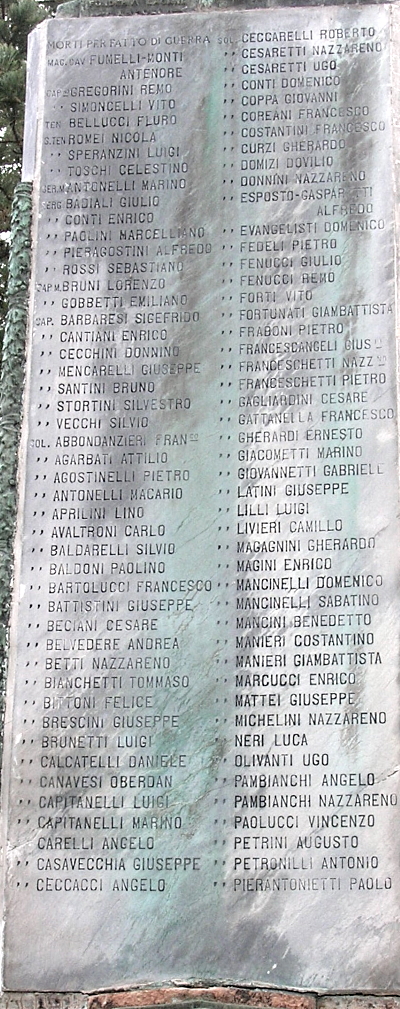 MORTI PER FATTO DI GUERRA
MAG. CAV FUMELLI-MONTI
ANTENORE
CAP. GREGORINI REMO
'' SIMONCELLI VITO
TEN BELLUCCI FLURO
S.TEN ROMEI NICOLA
'' SPERANZINI LUIGI
'' TOSCHI CELESTINO
SER.M. ANTONELLI MARINO
SERG BADIALI GIULIO
'' CONTI ENRICO
'' PAOLINI MARCELLIANO
'' PIERAGOSTINI ALFREDO
'' ROSSI SEBASTIANO
CAP.M. BRUNI LORENZO
'' GOBBETTI EMILIANO
CAP. BARBARESI SIGEFRIDO
'' CANTIANI ENRICO
'' CECCHINI DONNINO
'' MENCARELLI GIUSEPPE
'' SANTINI BRUNO
'' STORTINI SILVESTRO
'' VECCHI SILVIO
SOL. ABBONDANZIERI FRAN.CO
'' AGARBATI ATTILIO
'' AGOSTINELLI PIETRO
'' ANTONELLI MACARIO
'' APRILINI LINO
'' AVALTRONI CARLO
'' BALDARELLI SILVIO
'' BALDONI PAOLINO
'' BARTOLUCCI FRANCESCO
'' BATTISTINI GIUSEPPE
'' BECIANI CESARE
'' BELVEDERE ANDREA
'' BETTI NAZZARENO
'' BIANCHETTI TOMMASO
'' BITTONI FELICE
'' BRESCINI GIUSEPPE
'' BRUNETTI LUIGI
'' CALCATELLI DANIELE
'' CANAVESI OBERDAN
'' CAPITANELLI LUIGI
'' CAPITANELLI MARINO
'' CARELLI ANGELO
'' CASAVECCHIA GIUSEPPE
'' CECCACCI ANGELO
SOL. CECCARELLI ROBERTO
'' CESARETTI NAZZARENO
'' CESARETTI UGO
'' CONTI DOMENICO
'' COPPA GIOVANNI
'' COREANI FRANCESCO
'' COSTANTINI FRANCESCO
'' CURZI GHERARDO
'' DOMIZI DOVILIO
'' DONNINI NAZZARENO
'' ESPOSTO-GASPARETTI
ALFREDO
'' EVANGELISTI DOMENICO
'' FEDELI PIETRO
'' FENUCCI GIULIO
'' FENUCCI REMO
'' FORTI VITO
'' FORTUNATI GIAMBATTISTA
'' FRABONI PIETRO
'' FRANCESCANGELI GIUS.
'' FRANCESCHETTI NAZZ.NO
'' FRANCESCHETTI PIETRO
'' GAGLIARDINI CESARE
'' GATTANELLA FRANCESCO
'' GHERARDI ERNESTO
'' GIACOMETTI MARINO
'' GIOVANNETTI GABRIELE
'' LATINI GIUSEPPE
'' LILLI LUIGI
'' LIVIERI CAMILLO
'' MAGAGNINI GHERARDO
'' MAGINI ENRICO
'' MANCINELLI DOMENICO
'' MANCINELLI SABATINO
'' MANCINI BENEDETTO
'' MANIERI COSTANTINO
'' MANIERI GIAMBATTISTA
'' MARCUCCI ENRICO
'' MATTEI GIUSEPPE
'' MICHELINI NAZZARENO
'' NERI LUCA
'' OLIVANTI UGO
'' PAMBIANCHI ANGELO
'' PAMBIANCHI NAZZARENO
'' PAOLUCCI VINCENZO
'' PETRINI AUGUSTO
'' PETRONILLI ANTONIO
'' PIERANTONIETTI PAOLO